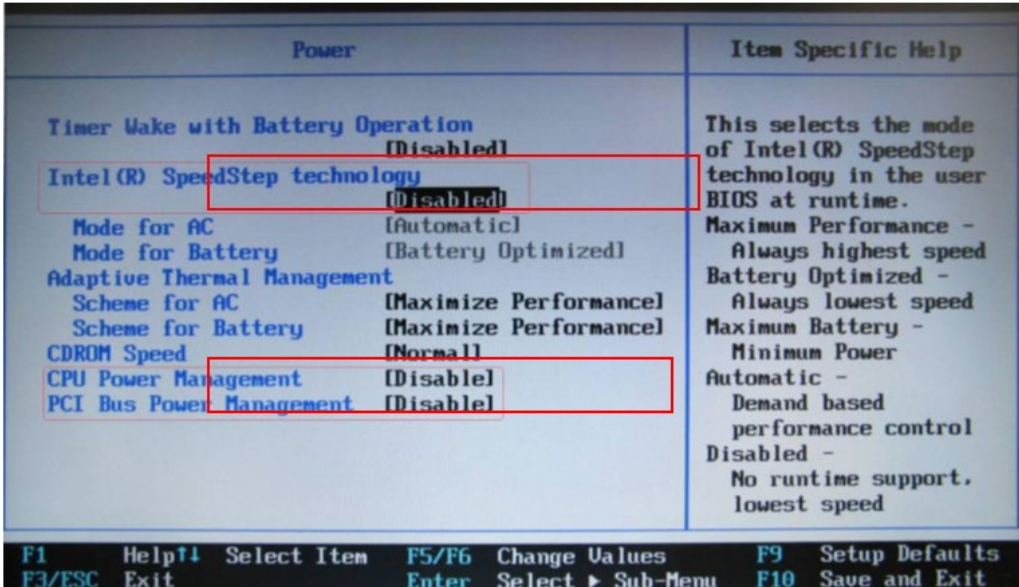 Power
Timer Wake with Battery Operation
[Disabled]
Intel(R) SpeedStep technology
[Disabled]
Mode for AC [Automatic]
Mode for Battery [Battery Optimized]
Adaptive Thermal Management
Scheme for AC [Maximize Performance]
Scheme for Battery [Maximize Performance]
CDROM Speed [Normal]
CPU Power Management [Disable]
PCI Bus Power Management [Disable]
Item Specific Help
This selects the mode
of Intel(R) SpeedStep
technology in the user
BIOS at runtime.
Maximum Performance -
Always highest speed
Battery Optimized -
Always lowest speed
Maximum Battery -
Minimum Power
Automatic -
Demand based
performance control
Disabled -
No runtime support,
lowest speed
F1 Help↑↓ Select Item F5/F6 Change Values F9 Setup Defaults
F3/ESC Exit Enter Select ▶ Sub-Menu F10 Save and Exit